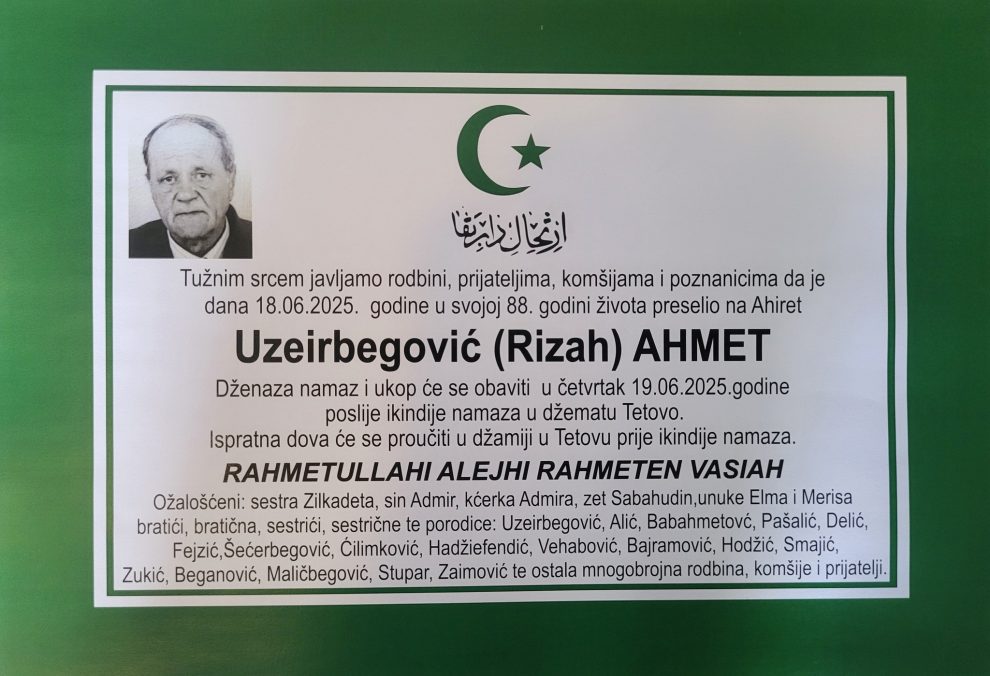 ارتحال دار بقا
Tužnim srcem javljamo rodbini, prijateljima, komšijama i poznanicima da je
dana 18.06.2025. godine u svojoj 88. godini života preselio na Ahiret
Uzeirbegović (Rizah) AHMET
Dženaza namaz i ukop će se obaviti u četvrtak 19.06.2025.godine
poslije ikindije namaza u džematu Tetovo.
Ispratna dova će se proučiti u džamiji u Tetovu prije ikindije namaza.
RAHMETULLAHI ALEJHI RAHMETEN VASIAH
Ožalošćeni: sestra Zilkadeta, sin Admir, kćerka Admira, zet Sabahudin,unuke Elma i Merisa
bratići, bratična, sestrići, sestrične te porodice: Uzeirbegović, Alić, Babahmetovć, Pašalić, Delić,
Fejzić,Šećerbegović, Ćilimković, Hadžiefendić, Vehabović, Bajramović, Hodžić, Smajić,
Zukić, Beganović, Maličbegović, Stupar, Zaimović te ostala mnogobrojna rodbina, komšije i prijatelji.